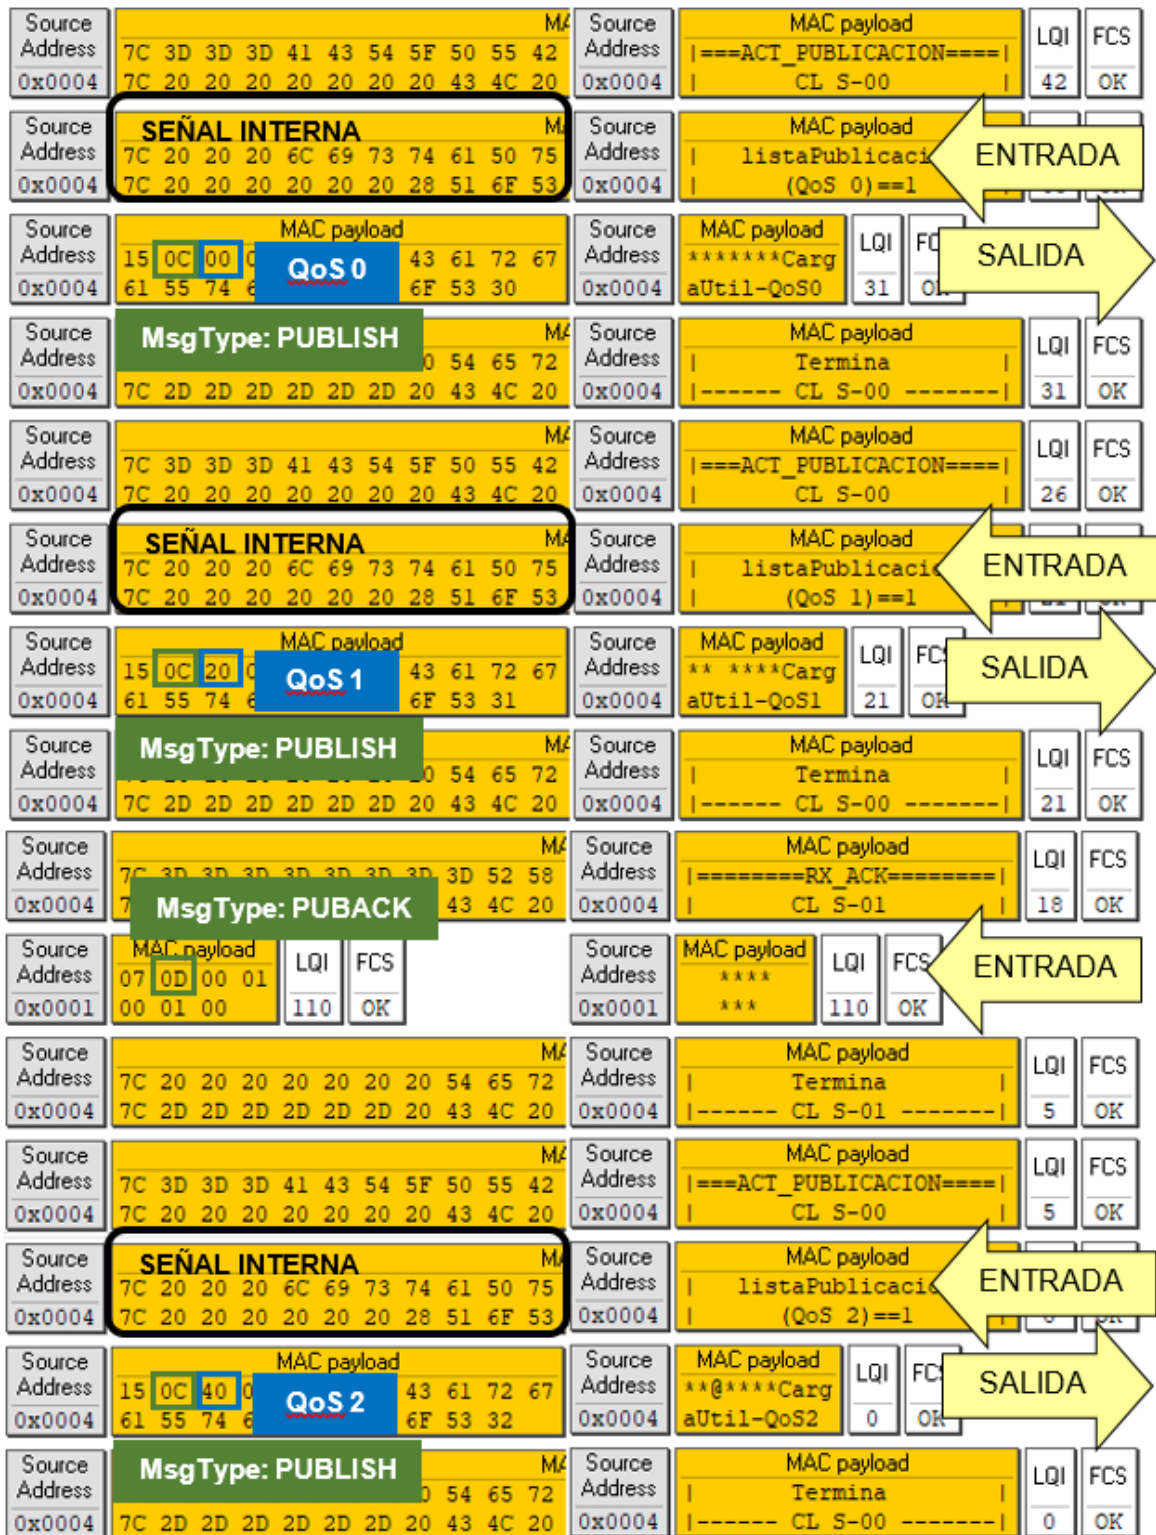 Source Address 0x0004 MA 7C 3D 3D 3D 41 43 54 5F 50 55 42
7C 20 20 20 20 20 20 20 43 4C 20
Source Address 0x0004 MAC payload |===ACT_PUBLICACION====|
| CL S-00 | LQI 42 FCS OK
Source Address 0x0004 SEÑAL INTERNA 7C 20 20 20 6C 69 73 74 61 50 75
7C 20 20 20 20 20 20 28 51 6F 53
Source Address 0x0004 MAC payload | listaPublicaci
| (QoS 0)==1 ENTRADA
Source Address 0x0004 MAC payload 15 0C 00 QoS 0 43 61 72 67
61 55 74 6F 53 30
Source Address 0x0004 MAC payload *******Carg
aUtil-QoS0 LQI 31 SALIDA
MsgType: PUBLISH
Source Address 0x0004 54 65 72
7C 2D 2D 2D 2D 2D 2D 20 43 4C 20
Source Address 0x0004 MAC payload | Termina |
|------ CL S-00 -------| LQI 31 FCS OK
Source Address 0x0004 MA 7C 3D 3D 3D 41 43 54 5F 50 55 42
7C 20 20 20 20 20 20 20 43 4C 20
Source Address 0x0004 MAC payload |===ACT_PUBLICACION====|
| CL S-00 | LQI 26 FCS OK
Source Address 0x0004 SEÑAL INTERNA 7C 20 20 20 6C 69 73 74 61 50 75
7C 20 20 20 20 20 20 28 51 6F 53
Source Address 0x0004 MAC payload | listaPublicaci
| (QoS 1)==1 ENTRADA
Source Address 0x0004 MAC payload 15 0C 20 QoS 1 43 61 72 67
61 55 74 6F 53 31
Source Address 0x0004 MAC payload ** ****Carg
aUtil-QoS1 LQI 21 SALIDA
MsgType: PUBLISH
Source Address 0x0004 54 65 72
7C 2D 2D 2D 2D 2D 2D 20 43 4C 20
Source Address 0x0004 MAC payload | Termina |
|------ CL S-00 -------| LQI 21 FCS OK
Source Address 0x0004 3D 52 58
43 4C 20
MsgType: PUBACK
Source Address 0x0004 MAC payload |========RX_ACK========|
| CL S-01 | LQI 18 FCS OK
Source Address 0x0001 MAC payload 07 0D 00 01
00 01 00 LQI 110 FCS OK
Source Address 0x0001 MAC payload ****
*** LQI 110 FCS OK ENTRADA
Source Address 0x0004 MA 7C 20 20 20 20 20 20 20 54 65 72
7C 2D 2D 2D 2D 2D 2D 20 43 4C 20
Source Address 0x0004 MAC payload | Termina |
|------ CL S-01 -------| LQI 5 FCS OK
Source Address 0x0004 MA 7C 3D 3D 3D 41 43 54 5F 50 55 42
7C 20 20 20 20 20 20 20 43 4C 20
Source Address 0x0004 MAC payload |===ACT_PUBLICACION====|
| CL S-00 | LQI 5 FCS OK
Source Address 0x0004 SEÑAL INTERNA 7C 20 20 20 6C 69 73 74 61 50 75
7C 20 20 20 20 20 20 28 51 6F 53
Source Address 0x0004 MAC payload | listaPublicaci
| (QoS 2)==1 ENTRADA
Source Address 0x0004 MAC payload 15 0C 40 QoS 2 43 61 72 67
61 55 74 6F 53 32
Source Address 0x0004 MAC payload **@****Carg
aUtil-QoS2 LQI 0 SALIDA
MsgType: PUBLISH
Source Address 0x0004 54 65 72
7C 2D 2D 2D 2D 2D 2D 20 43 4C 20
Source Address 0x0004 MAC payload | Termina |
|------ CL S-00 -------| LQI 0 FCS OK